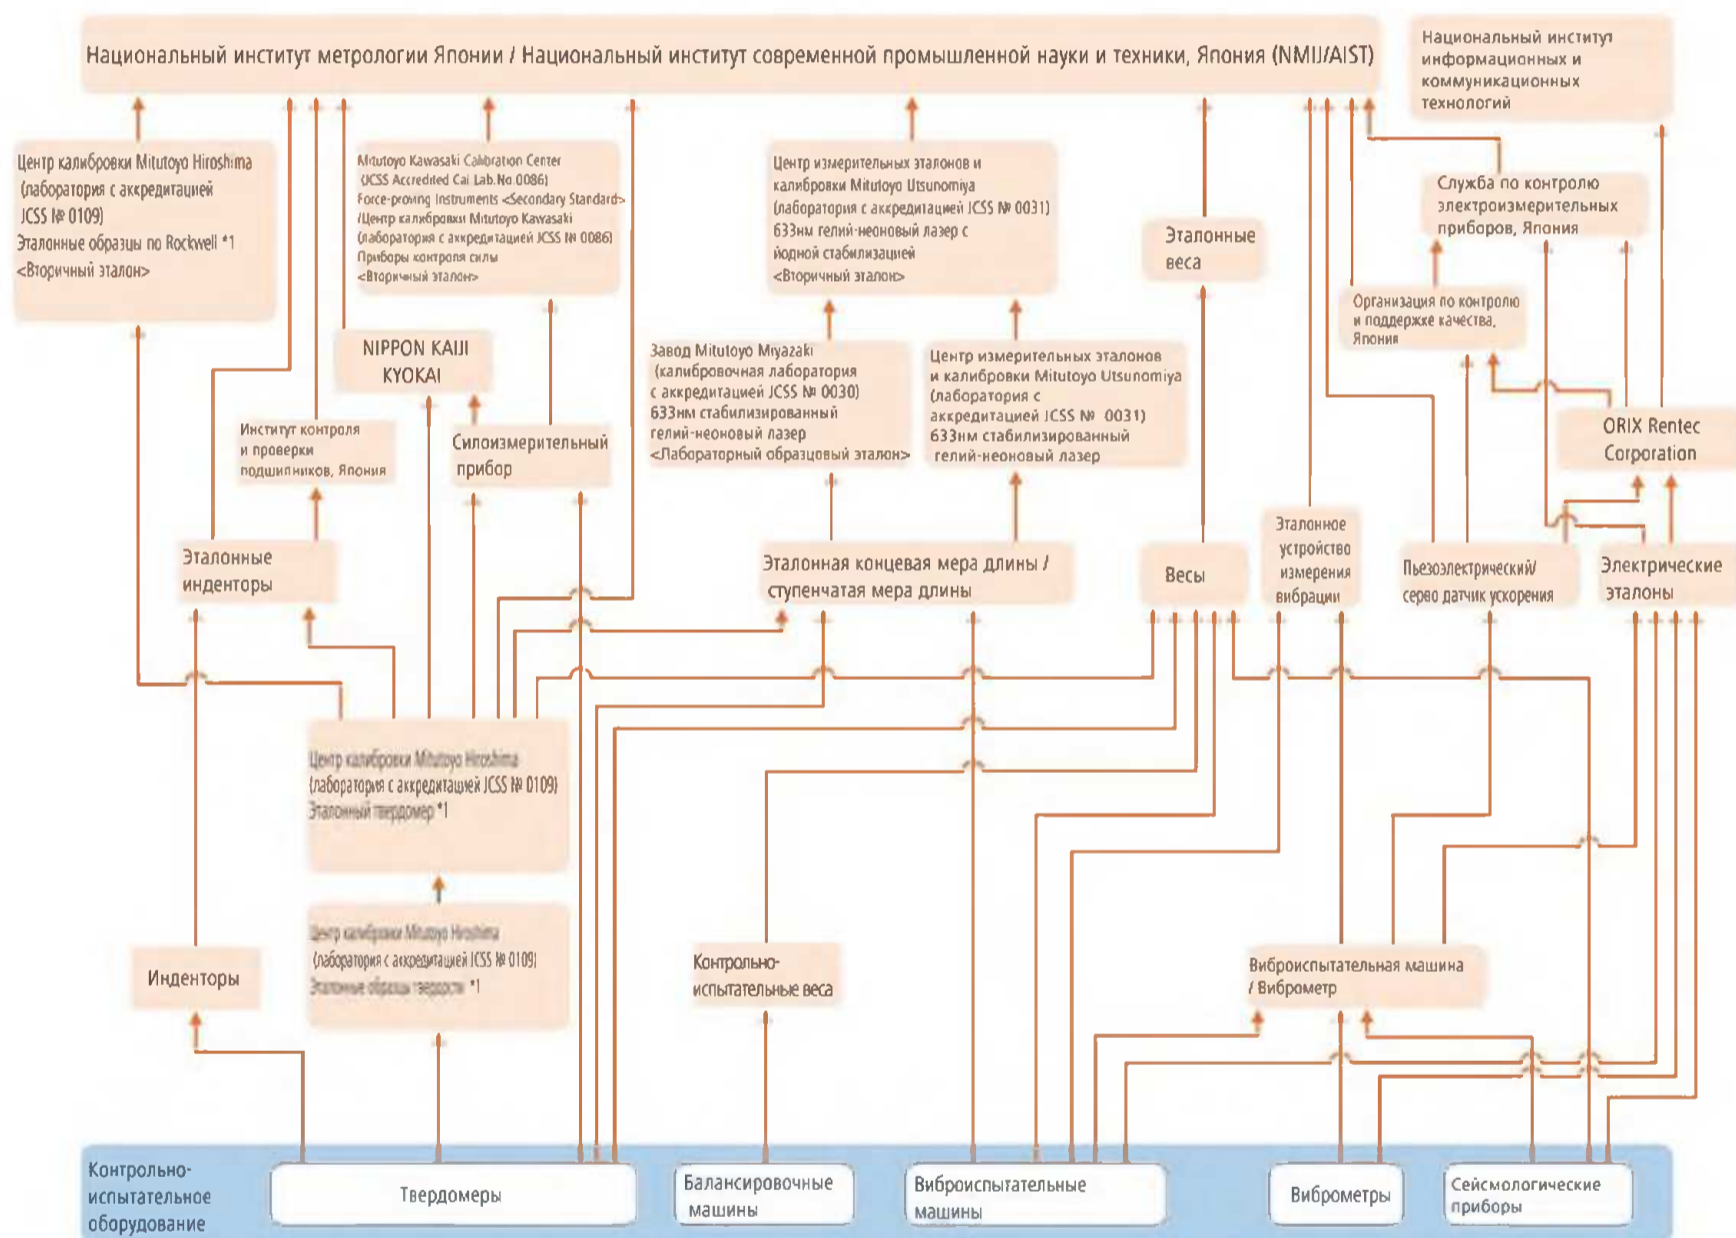 Национальный институт метрологии Японии / Национальный институт современной промышленной науки и техники, Япония (NMIJ/AIST)
Национальный институт
информационных и
коммуникационных
технологий
Центр калибровки Mitutoyo Hiroshima
(лаборатория с аккредитацией
JCSS № 0109)
Эталонные образцы по Rockwell *1
<Вторичный эталон>
Mitutoyo Kawasaki Calibration Center
(JCSS Accredited Cal Lab.No.0086)
Force-proving Instruments <Secondary Standard>
/Центр калибровки Mitutoyo Kawasaki
(лаборатория с аккредитацией JCSS № 0086)
Приборы контроля силы
<Вторичный эталон>
Центр измерительных эталонов и
калибровки Mitutoyo Utsunomiya
(лаборатория с аккредитацией JCSS № 0031)
633нм гелий-неоновый лазер с
йодной стабилизацией
<Вторичный эталон>
Эталонные
веса
Служба по контролю
электроизмерительных
приборов, Япония
Организация по контролю
и поддержке качества,
Япония
NIPPON KAIJI
KYOKAI
Завод Mitutoyo Miyazaki
(калибровочная лаборатория
с аккредитацией JCSS № 0030)
633нм стабилизированный
гелий-неоновый лазер
<Лабораторный образцовый эталон>
Центр измерительных эталонов
и калибровки Mitutoyo Utsunomiya
(лаборатория с
аккредитацией JCSS № 0031)
633нм стабилизированный
гелий-неоновый лазер
ORIX Rentec
Corporation
Институт контроля
и проверки
подшипников, Япония
Силоизмерительный
прибор
Эталонные
инденторы
Эталонная концевая мера длины /
ступенчатая мера длины
Весы
Эталонное
устройство
измерения
вибрации
Пьезоэлектрический/
серво датчик ускорения
Электрические
эталоны
Центр калибровки Mitutoyo Hiroshima
(лаборатория с аккредитацией JCSS № 0109)
Эталонный твердомер *1
Центр калибровки Mitutoyo Hiroshima
(лаборатория с аккредитацией JCSS № 0109)
Эталонные образцы твердости *1
Инденторы
Контрольно-
испытательные веса
Виброиспытательная машина
/ Виброметр
Контрольно-
испытательное
оборудование
Твердомеры
Балансировочные
машины
Виброиспытательные
машины
Виброметры
Сейсмологические
приборы